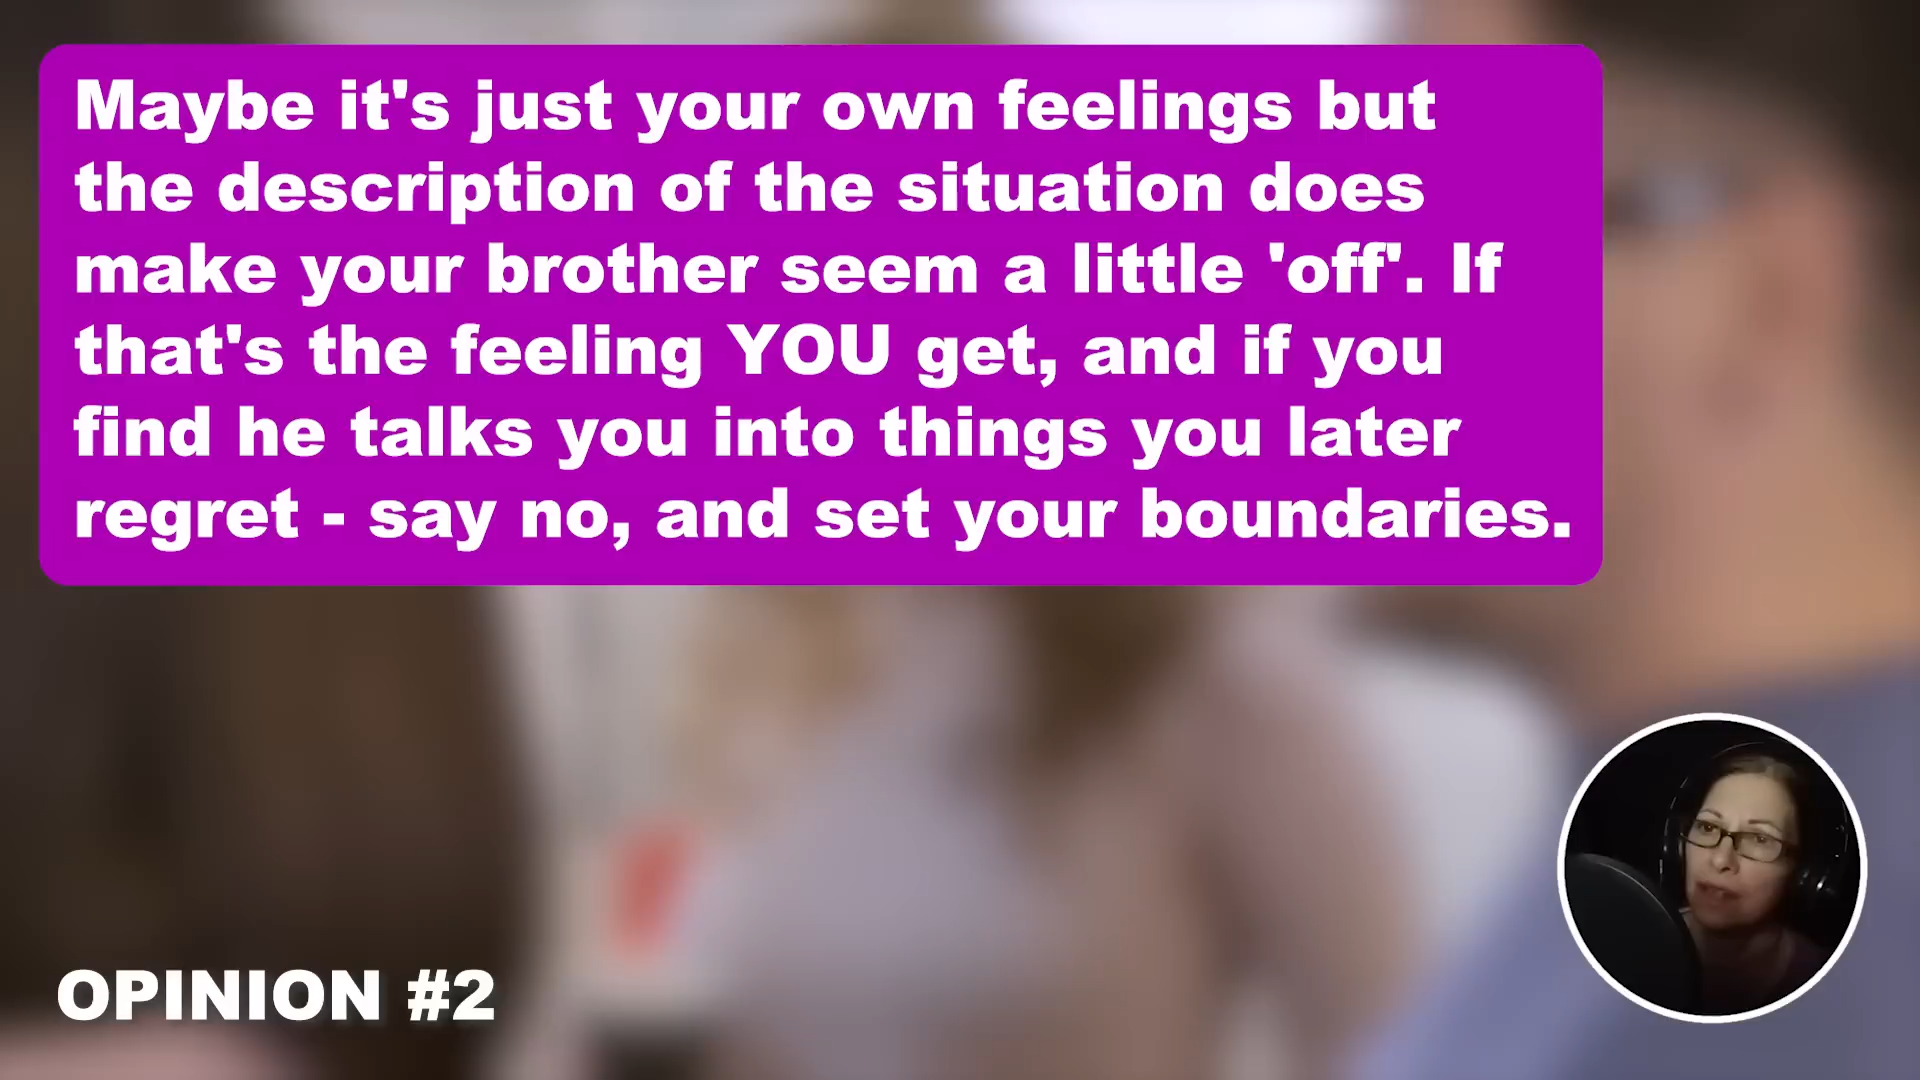 Maybe it's just your own feelings but
the description of the situation does
make your brother seem a little 'off'. If
that's the feeling YOU get, and if you
find he talks you into things you later
regret - say no, and set your boundaries.
OPINION #2